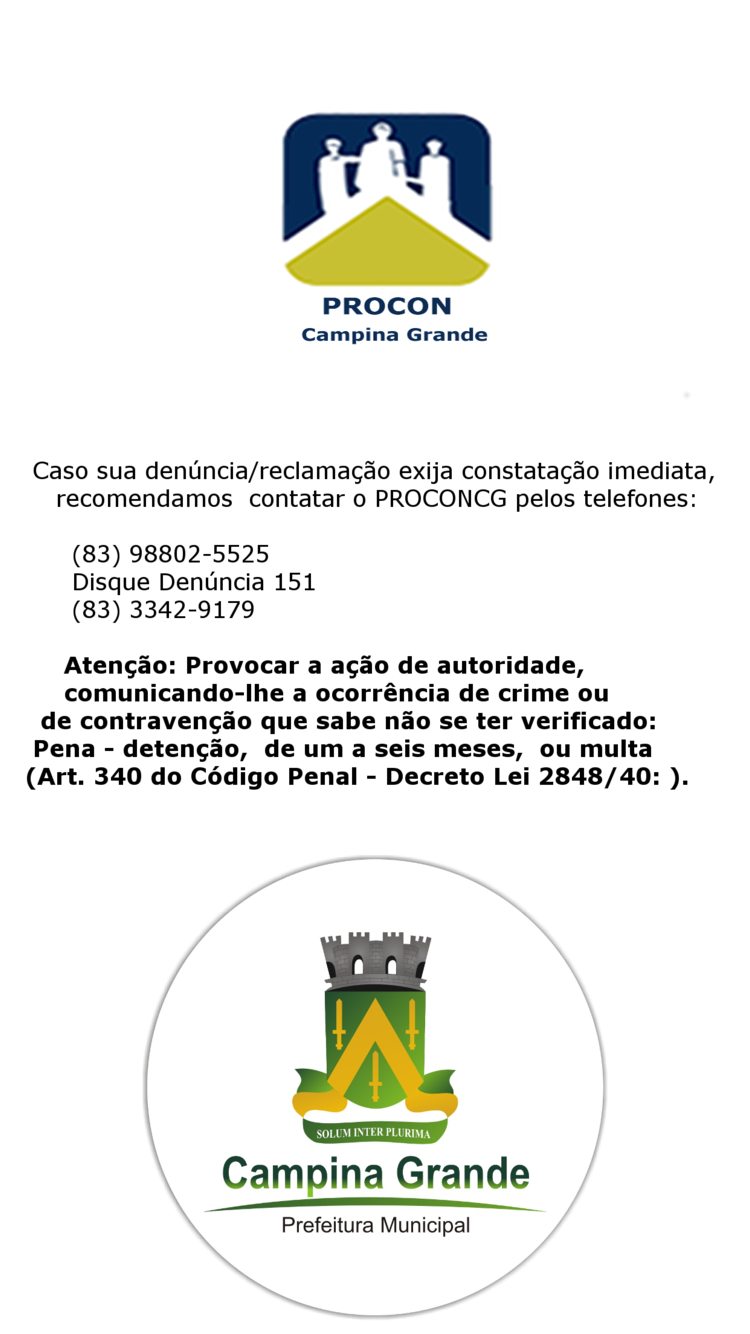 PROCON
Campina Grande
Caso sua denúncia/reclamação exija constatação imediata,
recomendamos contatar o PROCONCG pelos telefones:
(83) 98802-5525
Disque Denúncia 151
(83) 3342-9179
Atenção: Provocar a ação de autoridade,
comunicando-lhe a ocorrência de crime ou
de contravenção que sabe não se ter verificado:
Pena - detenção, de um a seis meses, ou multa
(Art. 340 do Código Penal - Decreto Lei 2848/40: ).
SOLUM INTER PLURIMA
Campina Grande
Prefeitura Municipal